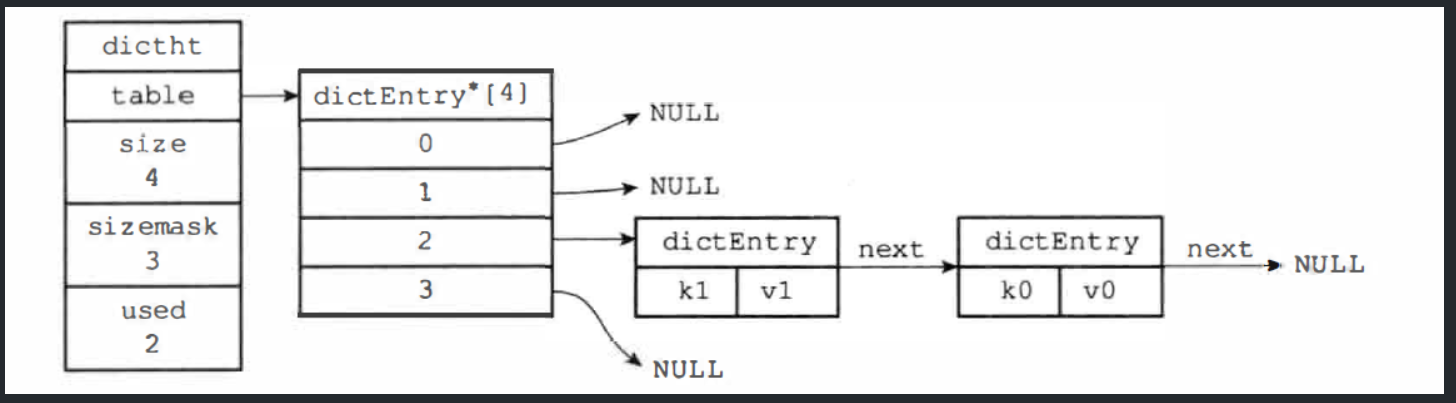 dictht
table
size
4
sizemask
3
used
2
dictEntry*[4]
0
1
2
3
NULL
NULL
dictEntry
k1
v1
next
dictEntry
k0
v0
next
NULL
NULL